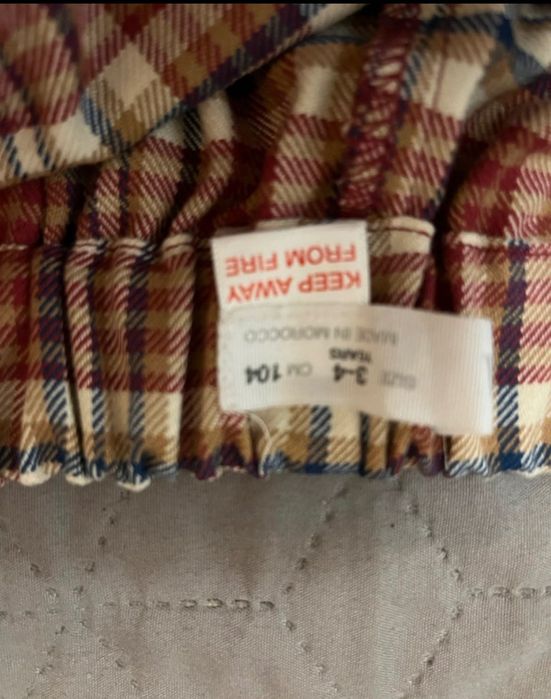 KEEP AWAY
FROM FIRE
SIZE 3-4 CM 104
YEARS
MADE IN MOROCCO